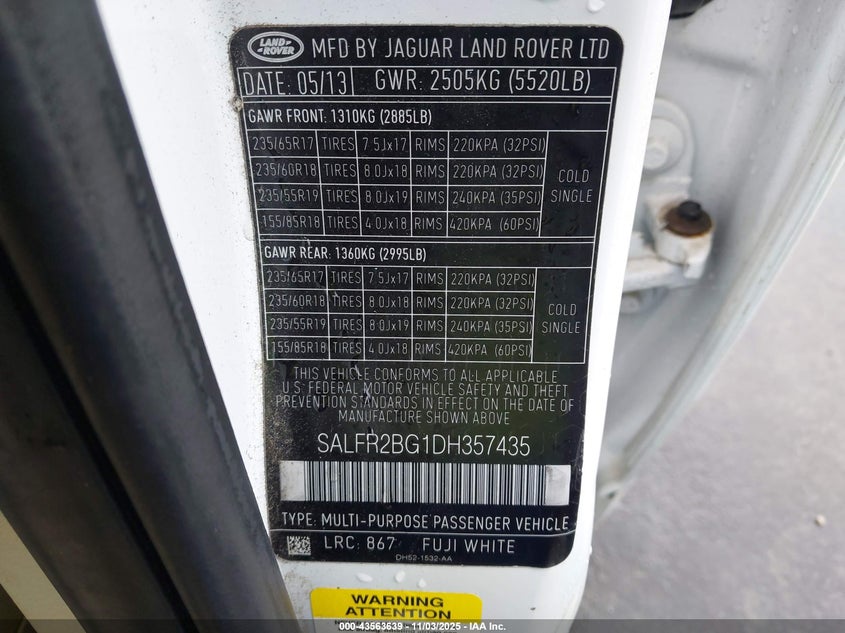 LAND ROVER MFD BY JAGUAR LAND ROVER LTD
DATE: 05/13 GWR: 2505KG (5520LB)
GAWR FRONT: 1310KG (2885LB)
235/65R17 TIRES 7.5Jx17 RIMS 220KPA (32PSI)
235/60R18 TIRES 8.0Jx18 RIMS 220KPA (32PSI)
235/55R19 TIRES 8.0Jx19 RIMS 240KPA (35PSI)
155/85R18 TIRES 4.0Jx18 RIMS 420KPA (60PSI)
COLD
SINGLE
GAWR REAR: 1360KG (2995LB)
235/65R17 TIRES 7.5Jx17 RIMS 220KPA (32PSI)
235/60R18 TIRES 8.0Jx18 RIMS 220KPA (32PSI)
235/55R19 TIRES 8.0Jx19 RIMS 240KPA (35PSI)
155/85R18 TIRES 4.0Jx18 RIMS 420KPA (60PSI)
COLD
SINGLE
THIS VEHICLE CONFORMS TO ALL APPLICABLE
U.S. FEDERAL MOTOR VEHICLE SAFETY AND THEFT
PREVENTION STANDARDS IN EFFECT ON THE DATE OF
MANUFACTURE SHOWN ABOVE
SALFR2BG1DH357435
TYPE: MULTI-PURPOSE PASSENGER VEHICLE
LRC: 867 FUJI WHITE
DH52-1532-AA
WARNING
ATTENTION
000-43563639 - 11/03/2025 - IAA Inc.